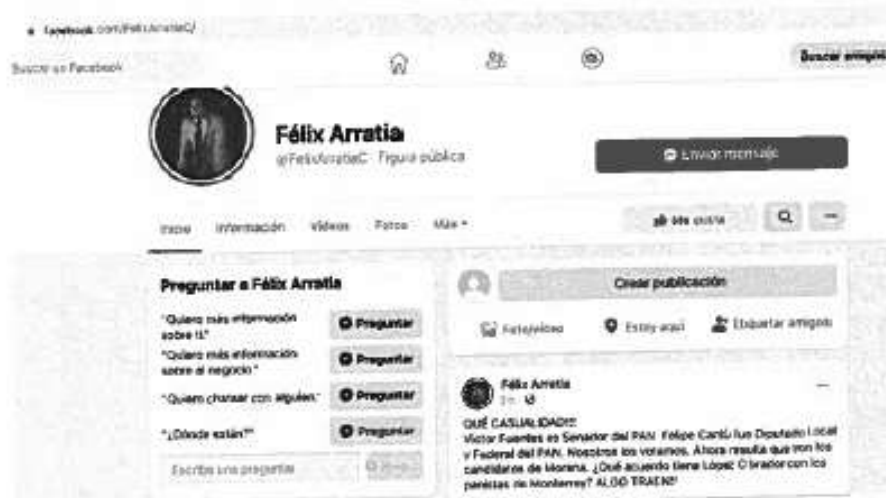 facebook.com/FelixArratiaC/
Buscar en Facebook
Buscar amigos
Félix Arratia
@FelixArratiaC · Figura pública
Enviar mensaje
Inicio Información Videos Fotos Más
Me gusta
Preguntar a Félix Arratia
Crear publicación
"Quiero más información sobre ti."
Preguntar
Foto/video Estoy aquí Etiquetar amigos
"Quiero más información sobre el negocio"
Preguntar
"Quiero chatear con alguien."
Preguntar
"¿Dónde están?"
Preguntar
Escribe una pregunta
Félix Arratia
QUÉ CASUALIDAD!!!
Victor Fuentes es Senador del PAN. Felipe Cantú fue Diputado Local
y Federal del PAN. Nosotros los votamos. Ahora resulta que son los
candidatos de Morena. ¿Qué acuerdo tiene López Obrador con los
panistas de Monterrey? ALGO TRAEN!!